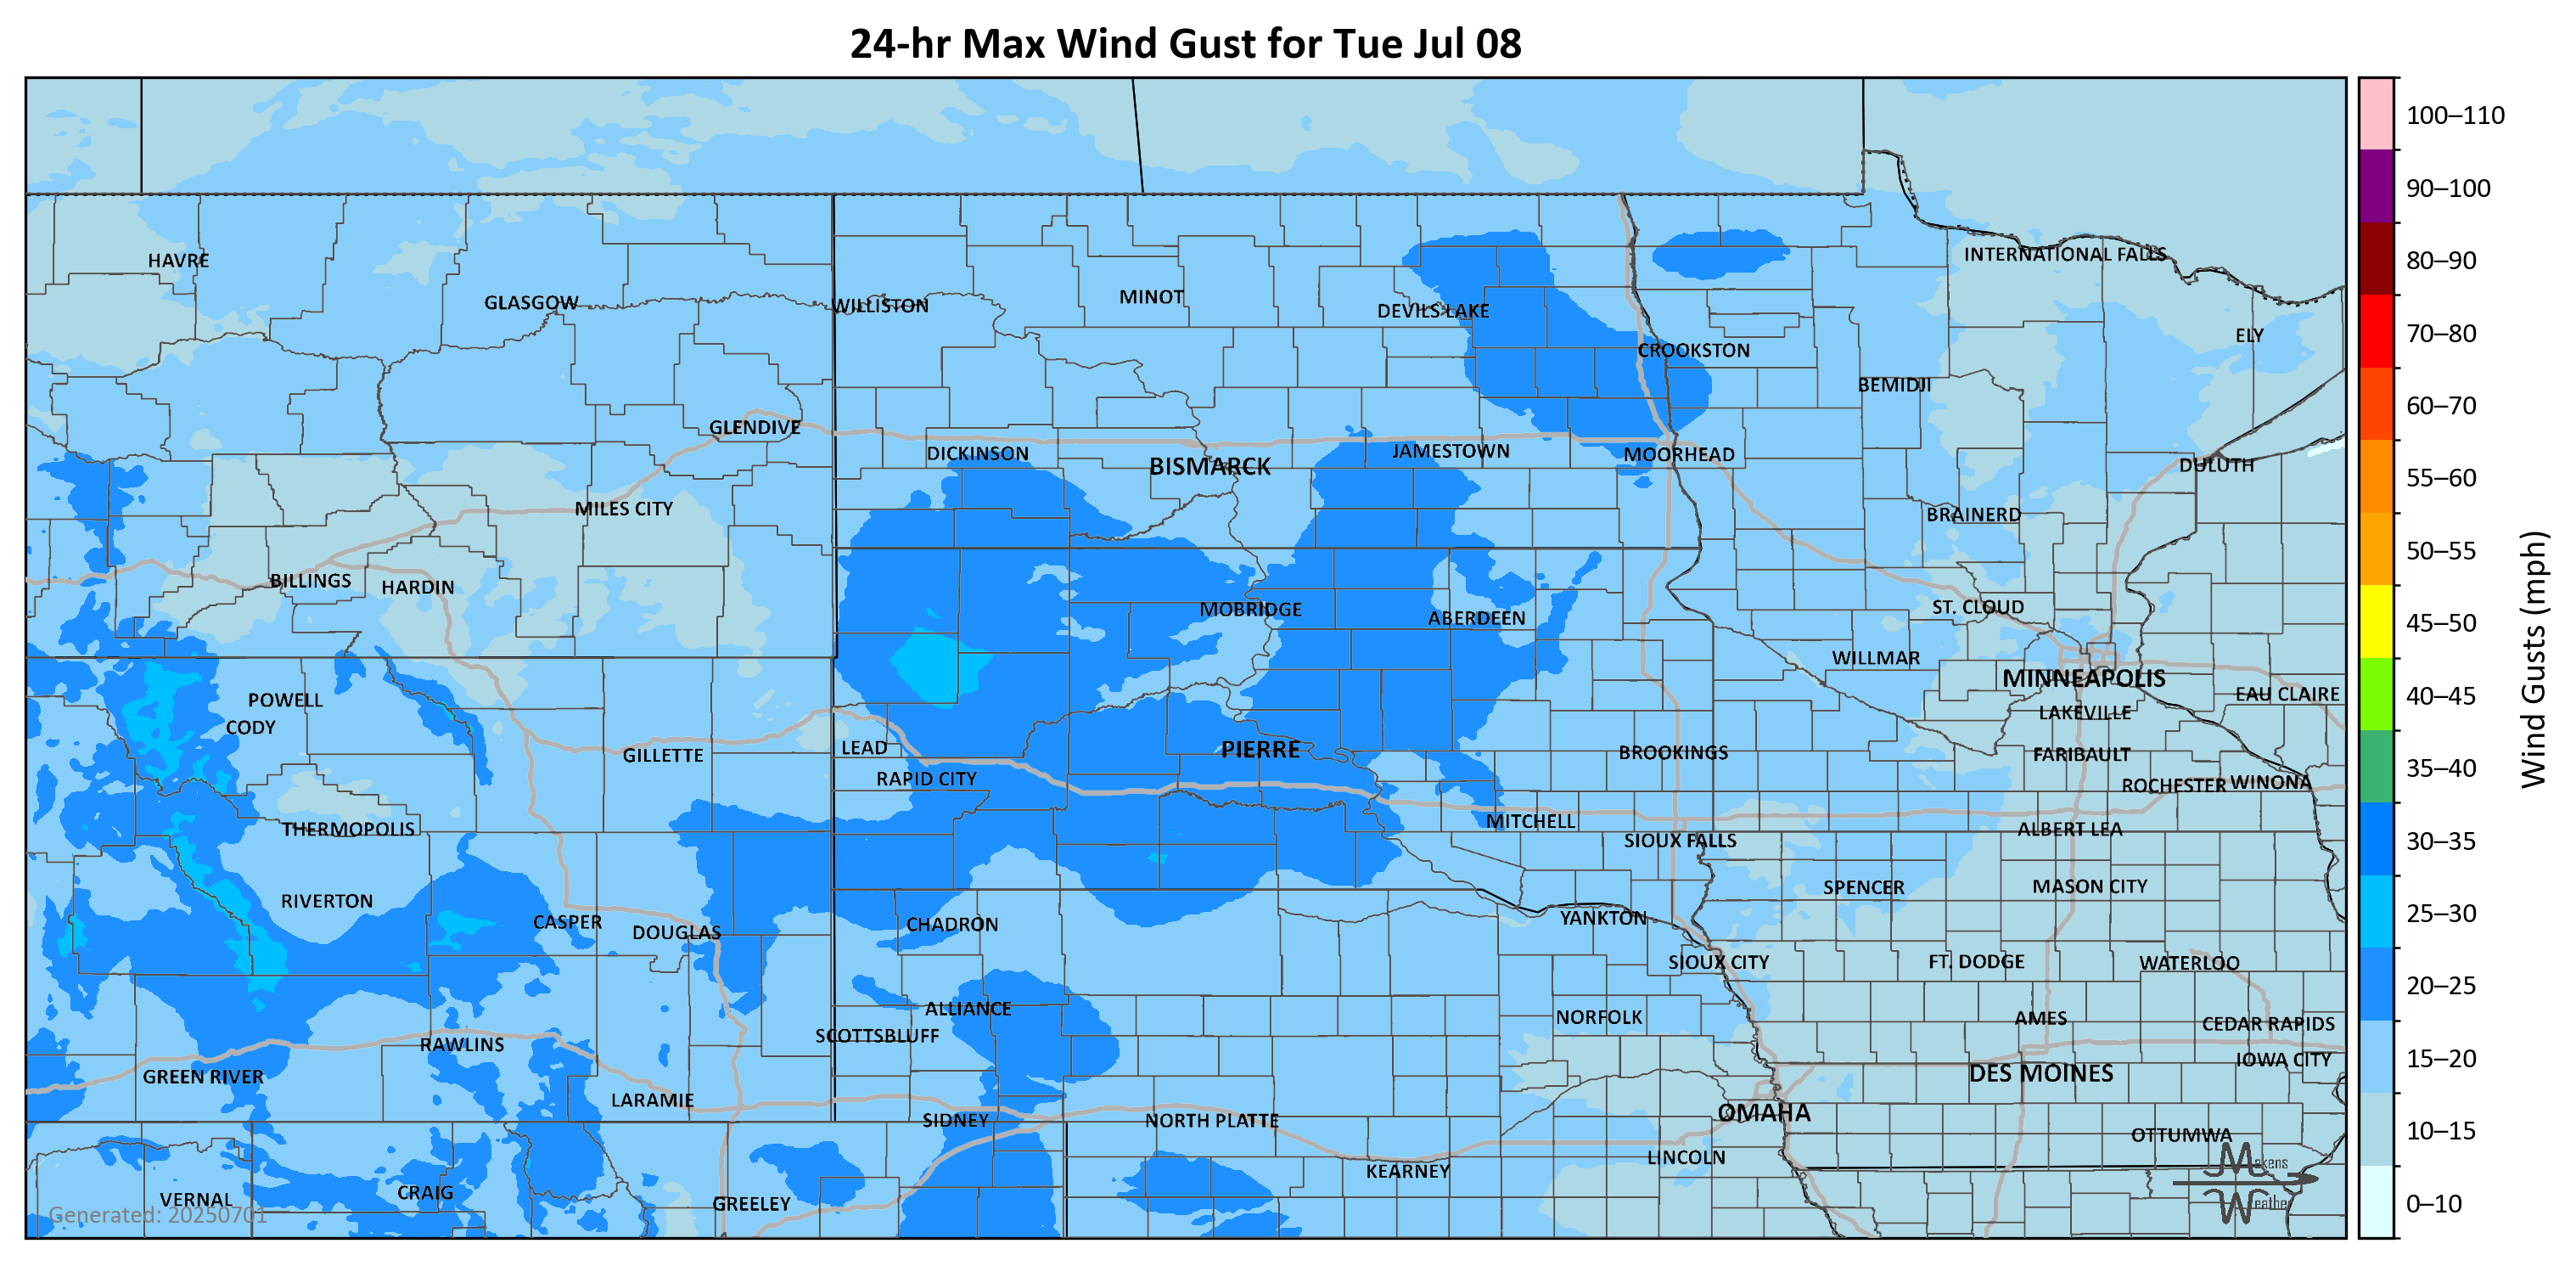 24-hr Max Wind Gust for Tue Jul 08
HAVRE
GLASGOW
WILLISTON
MINOT
DEVILS LAKE
CROOKSTON
INTERNATIONAL FALLS
ELY
BEMIDJI
GLENDIVE
DICKINSON
BISMARCK
JAMESTOWN
MOORHEAD
DULUTH
MILES CITY
BRAINERD
BILLINGS
HARDIN
MOBRIDGE
ABERDEEN
ST. CLOUD
WILLMAR
MINNEAPOLIS
EAU CLAIRE
POWELL
CODY
LAKEVILLE
GILLETTE
LEAD
PIERRE
BROOKINGS
FARIBAULT
RAPID CITY
ROCHESTER
WINONA
THERMOPOLIS
MITCHELL
SIOUX FALLS
ALBERT LEA
RIVERTON
SPENCER
MASON CITY
CASPER
DOUGLAS
CHADRON
YANKTON
SIOUX CITY
FT. DODGE
WATERLOO
ALLIANCE
SCOTTSBLUFF
NORFOLK
AMES
CEDAR RAPIDS
RAWLINS
IOWA CITY
GREEN RIVER
DES MOINES
LARAMIE
SIDNEY
NORTH PLATTE
OMAHA
OTTUMWA
KEARNEY
LINCOLN
VERNAL
CRAIG
GREELEY
Generated: 20250701
Makens
Weather
100–110
90–100
80–90
70–80
60–70
55–60
50–55
45–50
40–45
35–40
30–35
25–30
20–25
15–20
10–15
0–10
Wind Gusts (mph)